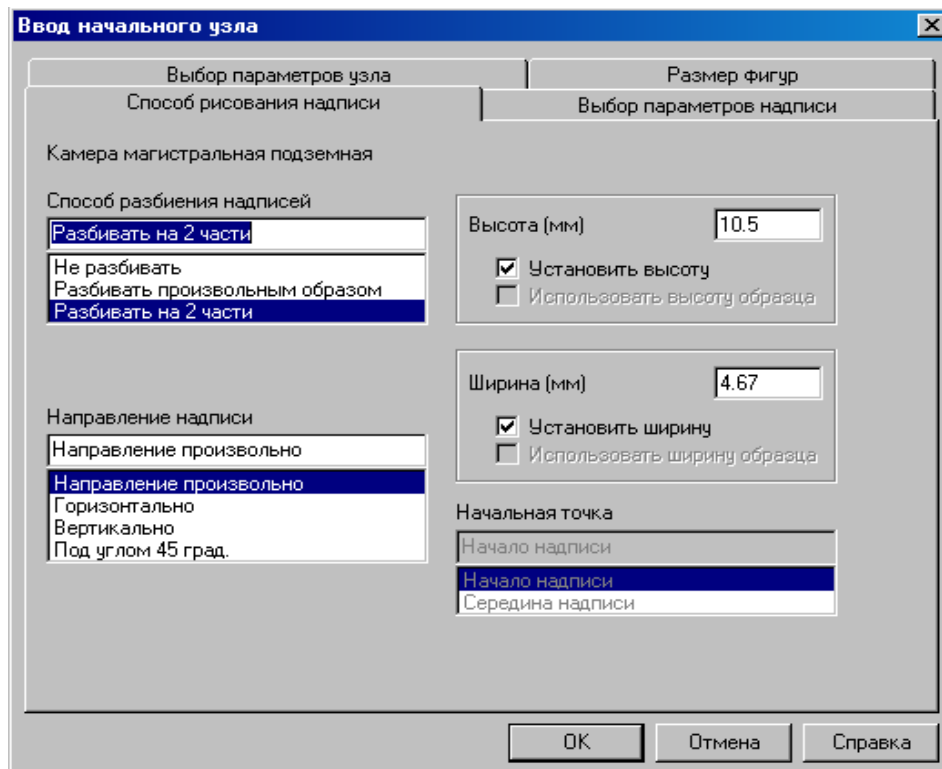 Ввод начального узла
Выбор параметров узла
Размер фигур
Способ рисования надписи
Выбор параметров надписи
Камера магистральная подземная
Способ разбиения надписей
Разбивать на 2 части
Не разбивать
Разбивать произвольным образом
Разбивать на 2 части
Высота (мм)
10.5
Установить высоту
Использовать высоту образца
Ширина (мм)
4.67
Установить ширину
Использовать ширину образца
Направление надписи
Направление произвольно
Направление произвольно
Горизонтально
Вертикально
Под углом 45 град.
Начальная точка
Начало надписи
Начало надписи
Середина надписи
OK
Отмена
Справка